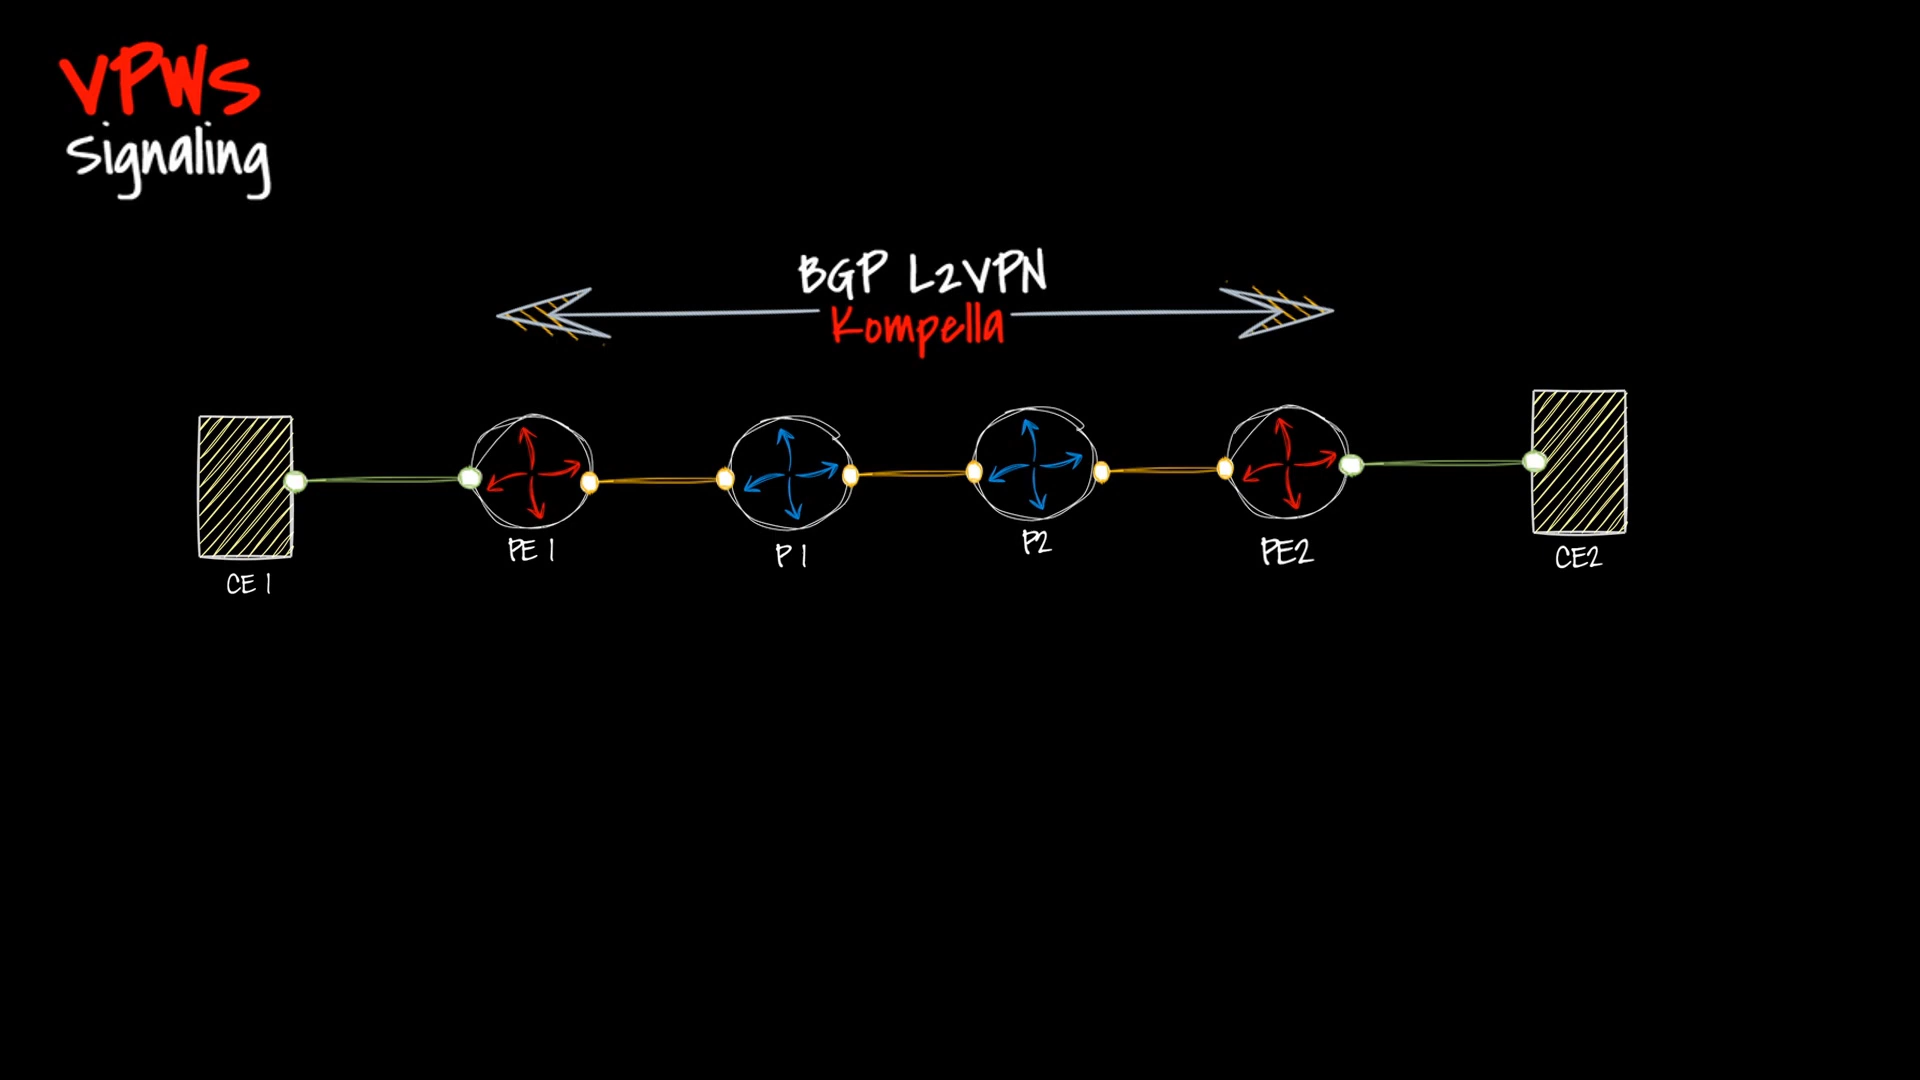 VPWS
Signaling
BGP L2VPN
Kompella
CE 1
PE 1
P 1
P2
PE2
CE2